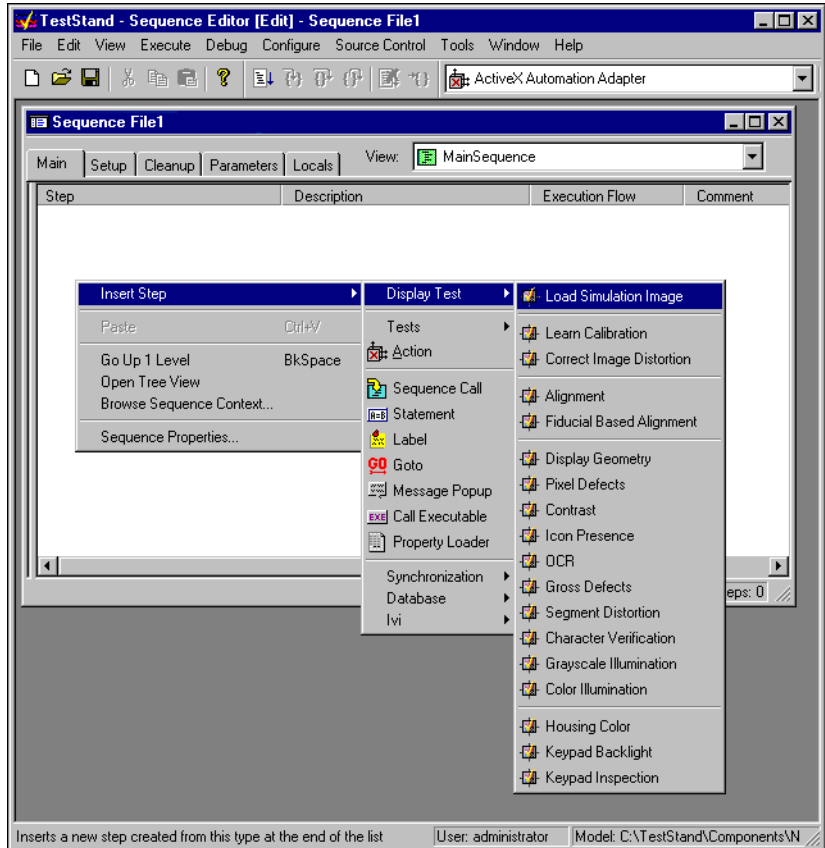 TestStand - Sequence Editor [Edit] - Sequence File1
File Edit View Execute Debug Configure Source Control Tools Window Help
ActiveX Automation Adapter
Sequence File1
Main Setup Cleanup Parameters Locals View: MainSequence
Step Description Execution Flow Comment
Insert Step
Paste Ctrl+V
Go Up 1 Level BkSpace
Open Tree View
Browse Sequence Context...
Sequence Properties...
Display Test
Tests
Action
Sequence Call
A=B Statement
Label
GO Goto
Message Popup
EXE Call Executable
Property Loader
Synchronization
Database
Ivi
Load Simulation Image
Learn Calibration
Correct Image Distortion
Alignment
Fiducial Based Alignment
Display Geometry
Pixel Defects
Contrast
Icon Presence
OCR
Gross Defects
Segment Distortion
Character Verification
Grayscale Illumination
Color Illumination
Housing Color
Keypad Backlight
Keypad Inspection
eps: 0
Inserts a new step created from this type at the end of the list User: administrator Model: C:\TestStand\Components\N